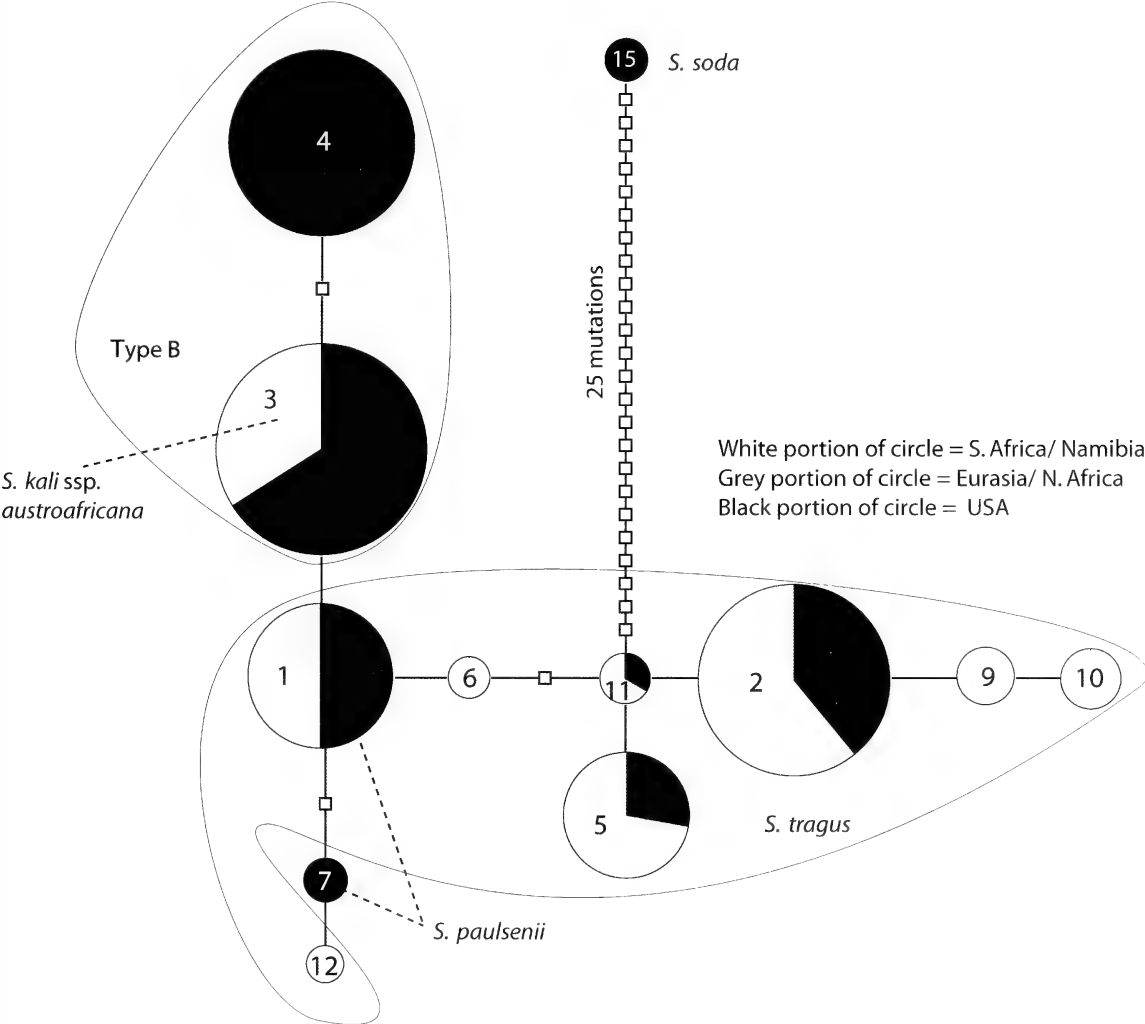 4
15
S. soda
25 mutations
Type B
3
S. kali ssp.
austroafricana
White portion of circle = S. Africa/ Namibia
Grey portion of circle = Eurasia/ N. Africa
Black portion of circle = USA
1
6
11
2
9
10
5
S. tragus
7
S. paulsenii
12